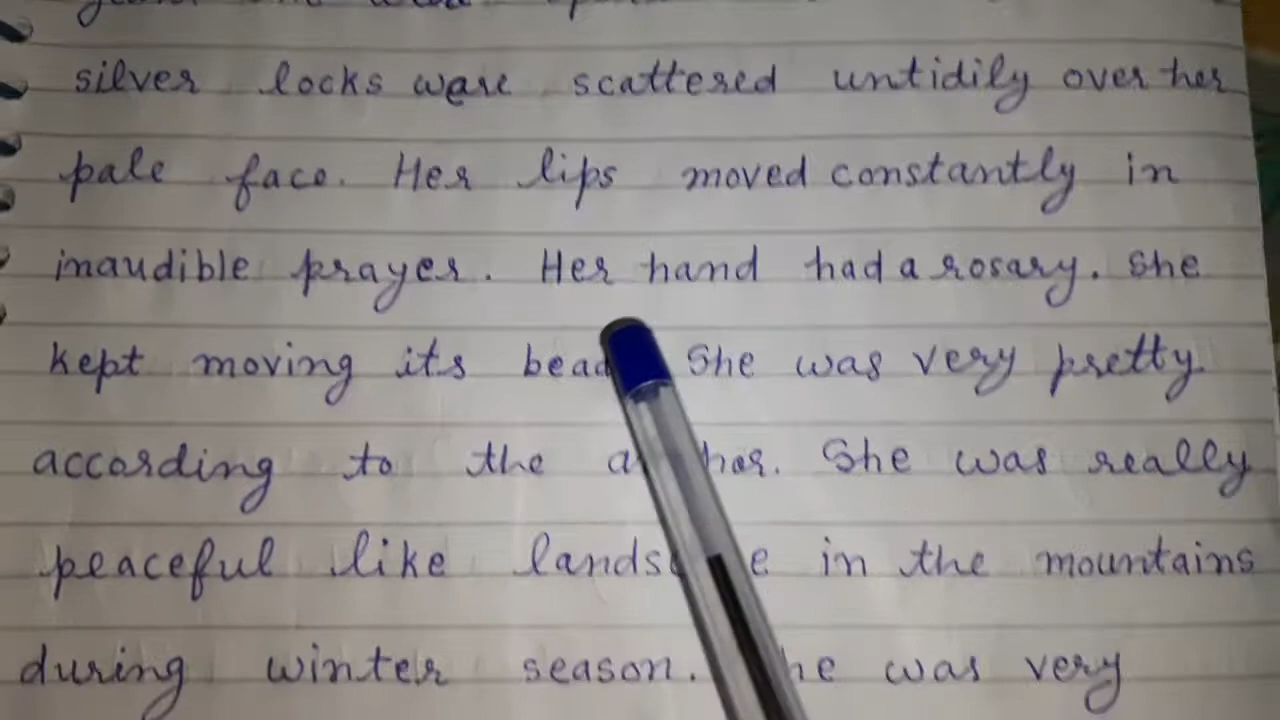 silver locks were scattered untidily over her
pale face. Her lips moved constantly in
inaudible prayer. Her hand had a rosary. She
kept moving its She was very pretty
according to the She was really
peaceful like in the mountains
during winter season. was very